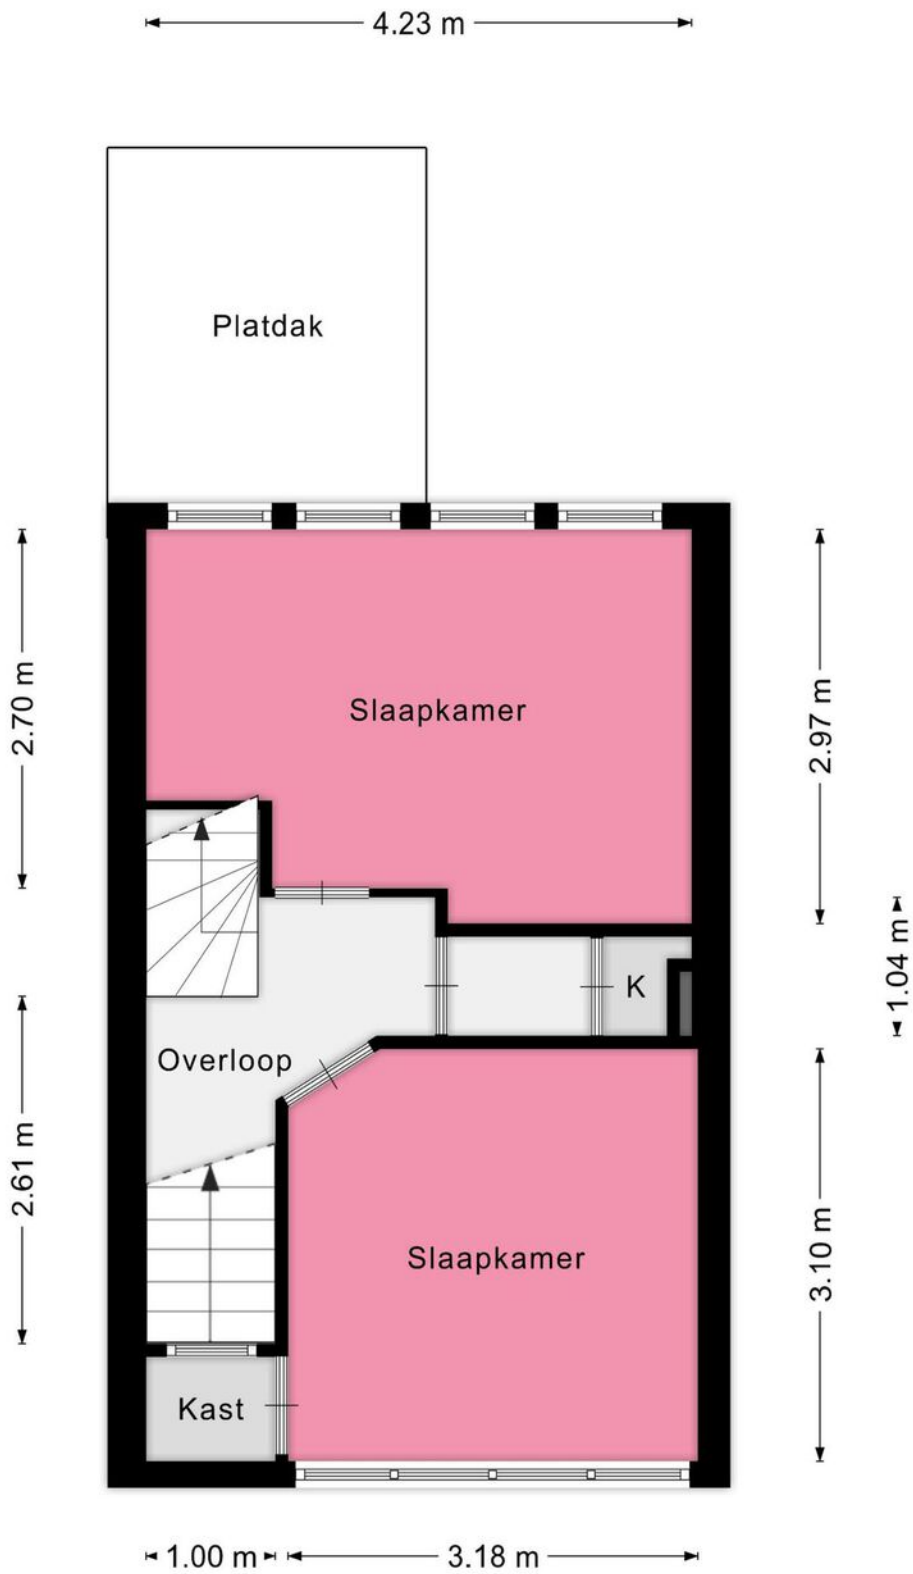 4.23 m
Platdak
2.70 m
Slaapkamer
2.97 m
1.04 m
K
Overloop
2.61 m
3.10 m
Slaapkamer
Kast
1.00 m
3.18 m